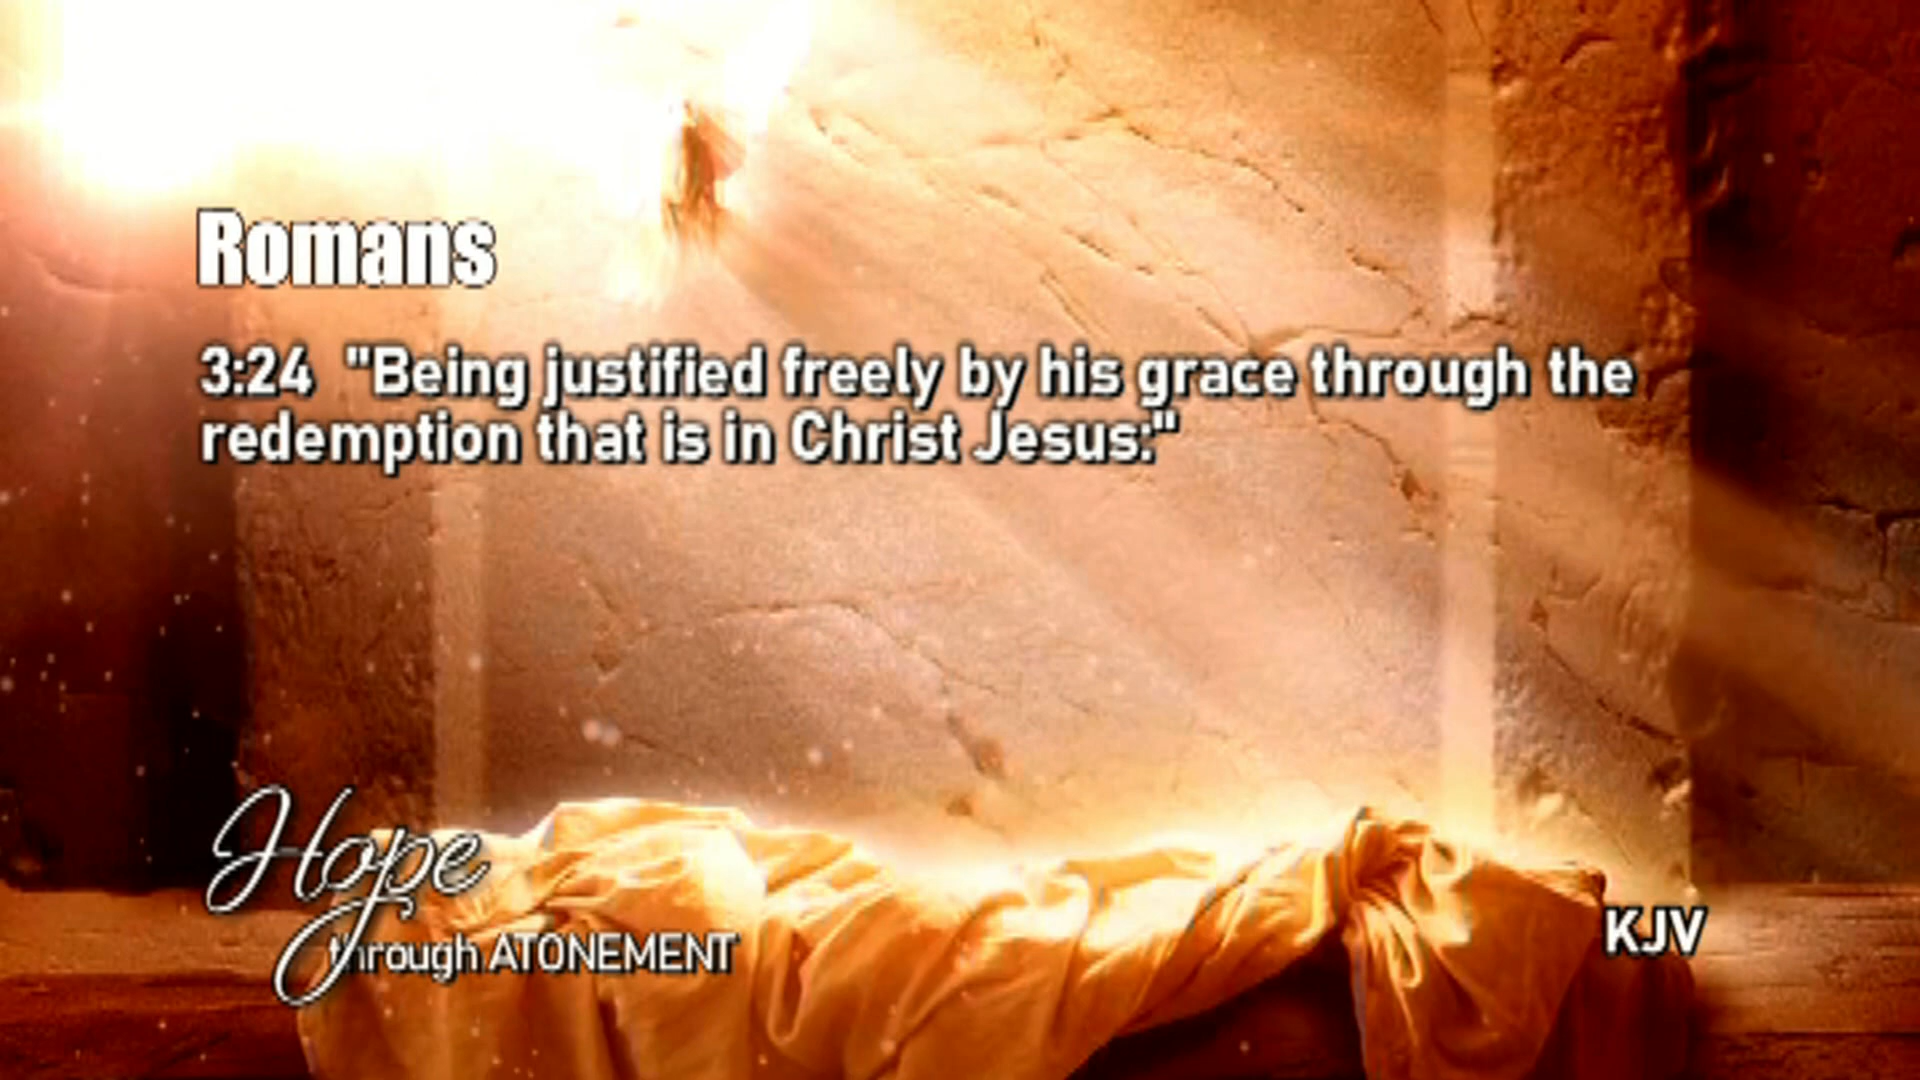 Romans
3:24 "Being justified freely by his grace through the
redemption that is in Christ Jesus:"
Hope
through ATONEMENT
KJV